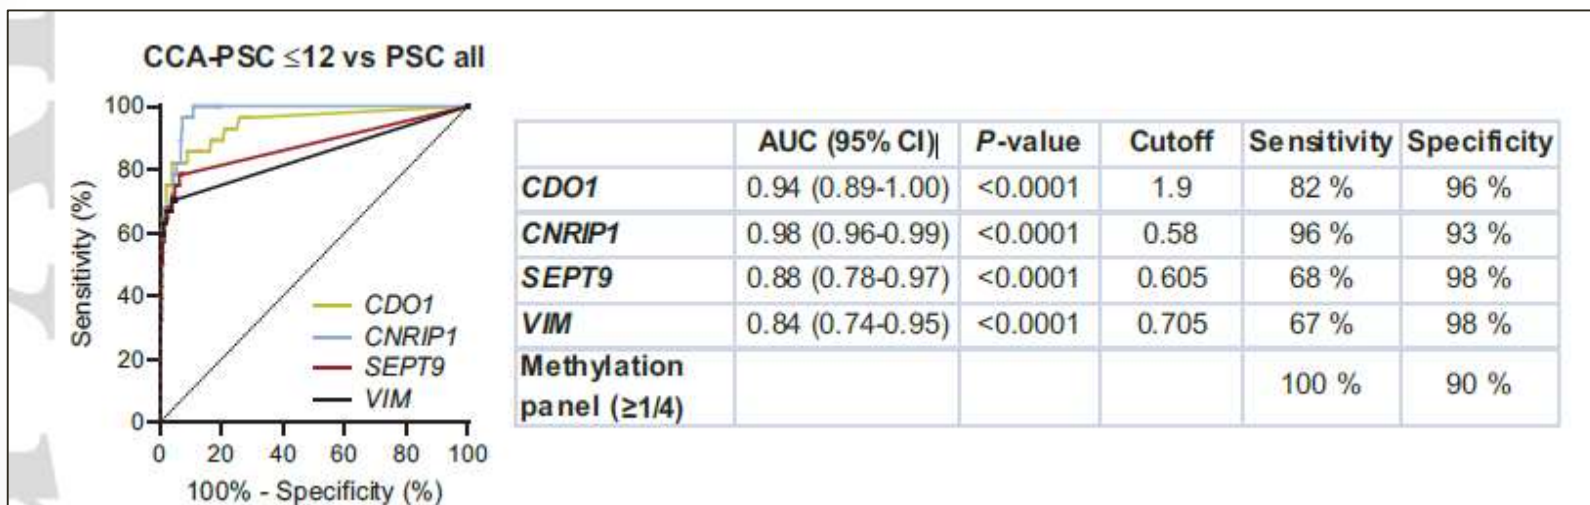 CCA-PSC ≤12 vs PSC all
100
80
60
40
20
0
Sensitivity (%)
CDO1
CNRIP1
SEPT9
VIM
0 20 40 60 80 100
100% - Specificity (%)
AUC (95% CI)| P-value Cutoff Sensitivity Specificity
CDO1 0.94 (0.89-1.00) <0.0001 1.9 82 % 96 %
CNRIP1 0.98 (0.96-0.99) <0.0001 0.58 96 % 93 %
SEPT9 0.88 (0.78-0.97) <0.0001 0.605 68 % 98 %
VIM 0.84 (0.74-0.95) <0.0001 0.705 67 % 98 %
Methylation
panel (≥1/4) 100 % 90 %